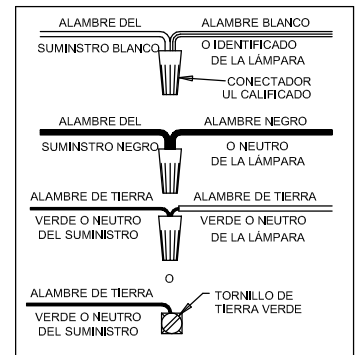 ALAMBRE DEL ALAMBRE BLANCO
SUMINSTRO BLANCO O IDENTIFICADO
DE LA LÁMPARA
CONECTADOR
UL CALIFICADO
ALAMBRE DEL ALAMBRE NEGRO
SUMINSTRO NEGRO O NEUTRO
DE LA LÁMPARA
ALAMBRE DE TIERRA ALAMBRE DE TIERRA
VERDE O NEUTRO VERDE O NEUTRO
DEL SUMINISTRO DE LA LÁMPARA
O
ALAMBRE DE TIERRA TORNILLO DE
TIERRA VERDE
VERDE O NEUTRO
DEL SUMINISTRO